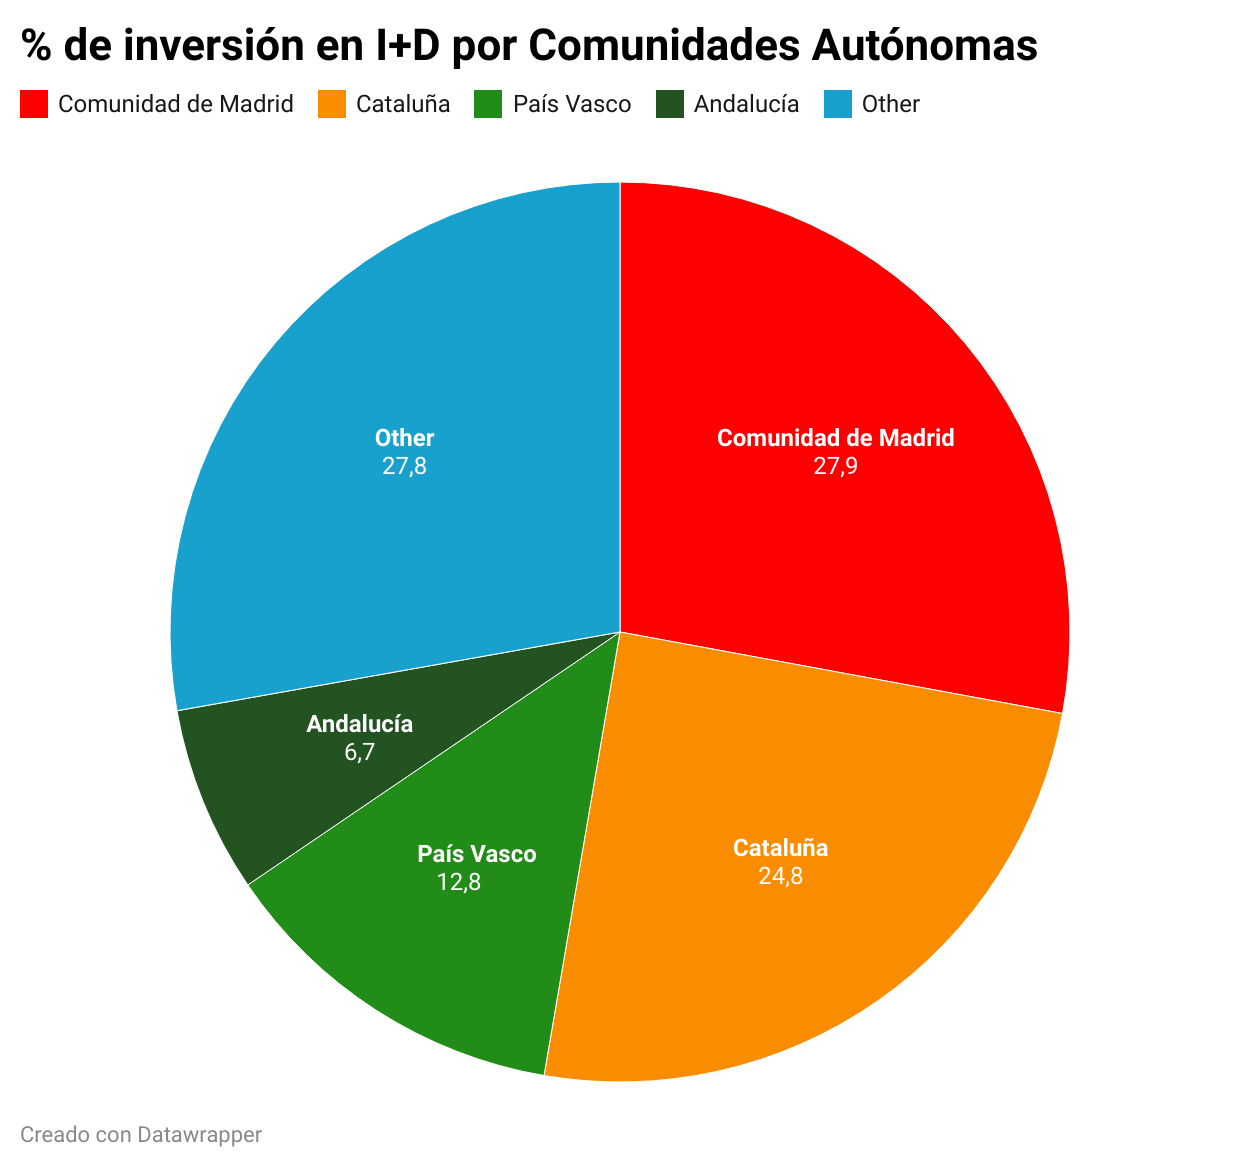 % de inversión en I+D por Comunidades Autónomas
Comunidad de Madrid Cataluña País Vasco Andalucía Other
Other
27,8
Comunidad de Madrid
27,9
Andalucía
6,7
País Vasco
12,8
Cataluña
24,8
Creado con Datawrapper